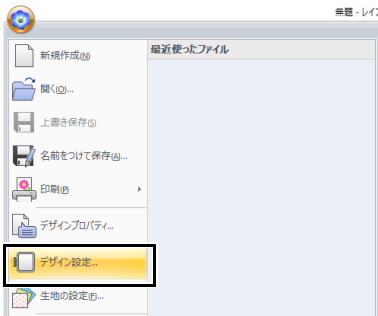 無題 - レイア
最近使ったファイル
新規作成(N)
開く(O)...
上書き保存(S)
名前をつけて保存(A)...
印刷(P)
デザインプロパティ...
デザイン設定...
生地の設定(F)...